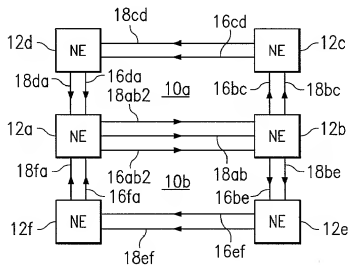 18cd
12d 16cd 12c
NE NE
18da 16da 10a 16bc 18bc
18ab2
12a 12b
NE NE
18fa 16ab2 18ab 18be
16fa 10b 16be
NE NE
12f 16ef 12e
18ef